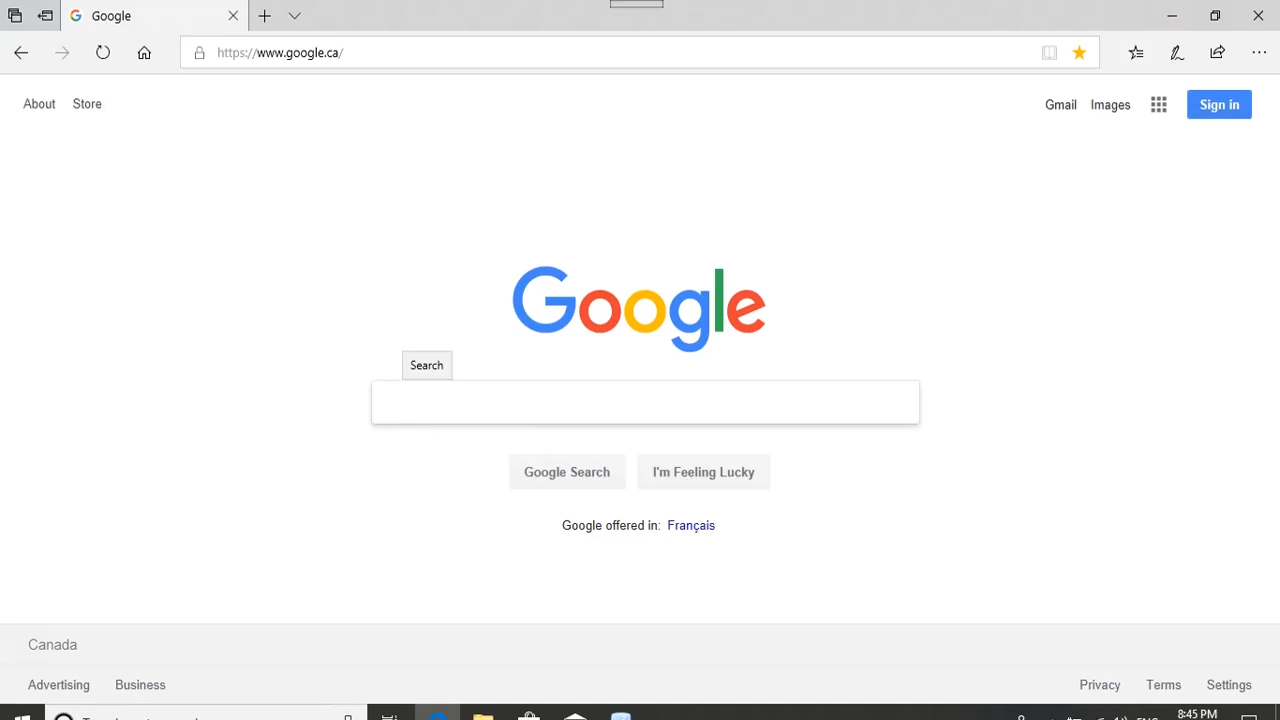 Google
https://www.google.ca/
About Store
Gmail Images Sign in
Google
Search
Google Search I'm Feeling Lucky
Google offered in: Français
Canada
Advertising Business
Privacy Terms Settings
8:45 PM